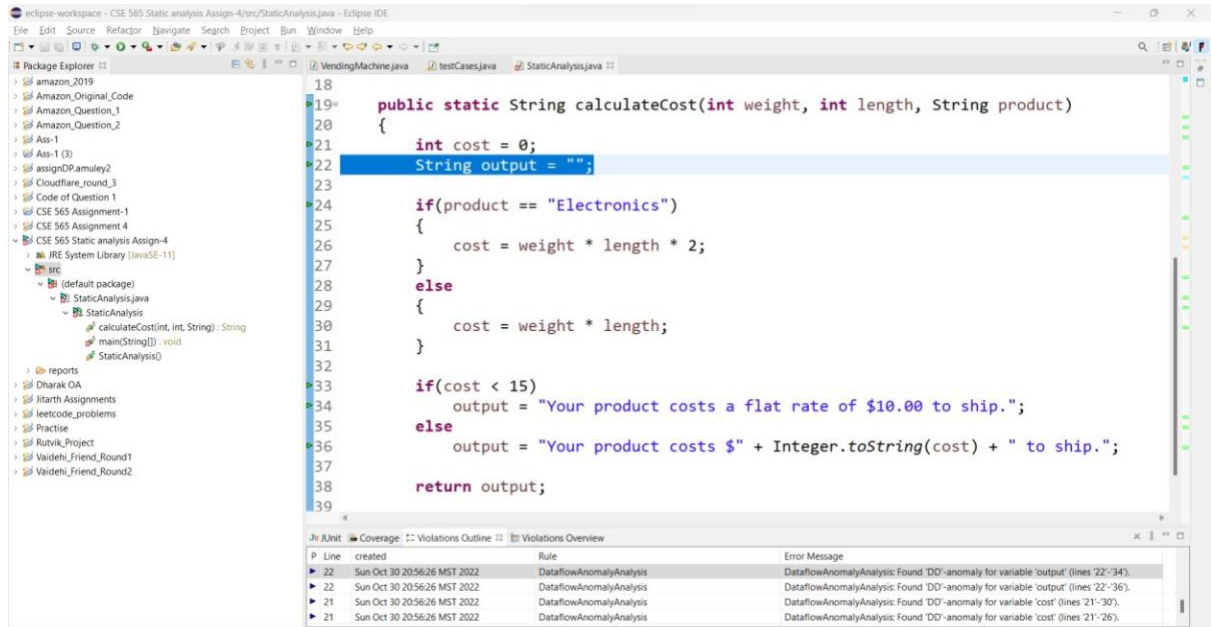 eclipse-workspace - CSE 565 Static analysis Assign-4/src/StaticAnalysis.java - Eclipse IDE
File Edit Source Refactor Navigate Search Project Run Window Help
Package Explorer
amazon_2019
Amazon_Original_Code
Amazon_Question_1
Amazon_Question_2
Ass-1
Ass-1 (3)
assignDP.amuley2
Cloudflare_round_3
Code of Question 1
CSE 565 Assignment-1
CSE 565 Assignment 4
CSE 565 Static analysis Assign-4
JRE System Library [JavaSE-11]
src
(default package)
StaticAnalysis.java
StaticAnalysis
calculateCost(int, int, String) : String
main(String[]) : void
StaticAnalysis()
reports
Dharak OA
Jitarth Assignments
leetcode_problems
Practise
Rutvik_Project
Vaidehi_Friend_Round1
Vaidehi_Friend_Round2
VendingMachine.java testCases.java StaticAnalysis.java
18
19 public static String calculateCost(int weight, int length, String product)
20 {
21 int cost = 0;
22 String output = "";
23
24 if(product == "Electronics")
25 {
26 cost = weight * length * 2;
27 }
28 else
29 {
30 cost = weight * length;
31 }
32
33 if(cost < 15)
34 output = "Your product costs a flat rate of $10.00 to ship.";
35 else
36 output = "Your product costs $" + Integer.toString(cost) + " to ship.";
37
38 return output;
39
JUnit Coverage Violations Outline Violations Overview
P Line created Rule Error Message
22 Sun Oct 30 20:56:26 MST 2022 DataflowAnomalyAnalysis DataflowAnomalyAnalysis: Found 'DD'-anomaly for variable 'output' (lines '22'-'34').
22 Sun Oct 30 20:56:26 MST 2022 DataflowAnomalyAnalysis DataflowAnomalyAnalysis: Found 'DD'-anomaly for variable 'output' (lines '22'-'36').
21 Sun Oct 30 20:56:26 MST 2022 DataflowAnomalyAnalysis DataflowAnomalyAnalysis: Found 'DD'-anomaly for variable 'cost' (lines '21'-'30').
21 Sun Oct 30 20:56:26 MST 2022 DataflowAnomalyAnalysis DataflowAnomalyAnalysis: Found 'DD'-anomaly for variable 'cost' (lines '21'-'26').